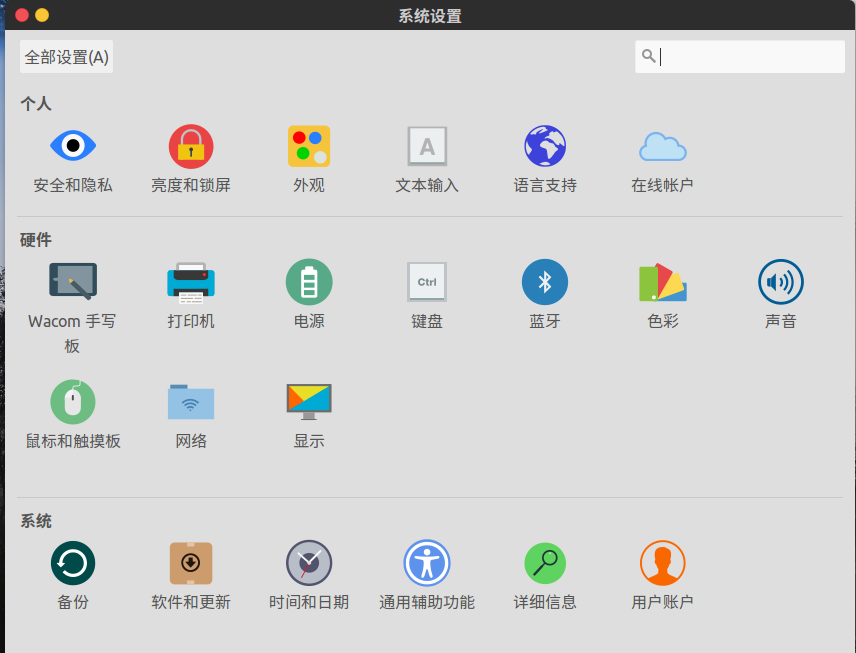 系统设置
全部设置(A)
个人
安全和隐私
亮度和锁屏
外观
A
文本输入
语言支持
在线帐户
硬件
Wacom 手写
板
打印机
电源
Ctrl
键盘
蓝牙
色彩
声音
鼠标和触摸板
网络
显示
系统
备份
软件和更新
时间和日期
通用辅助功能
详细信息
用户账户